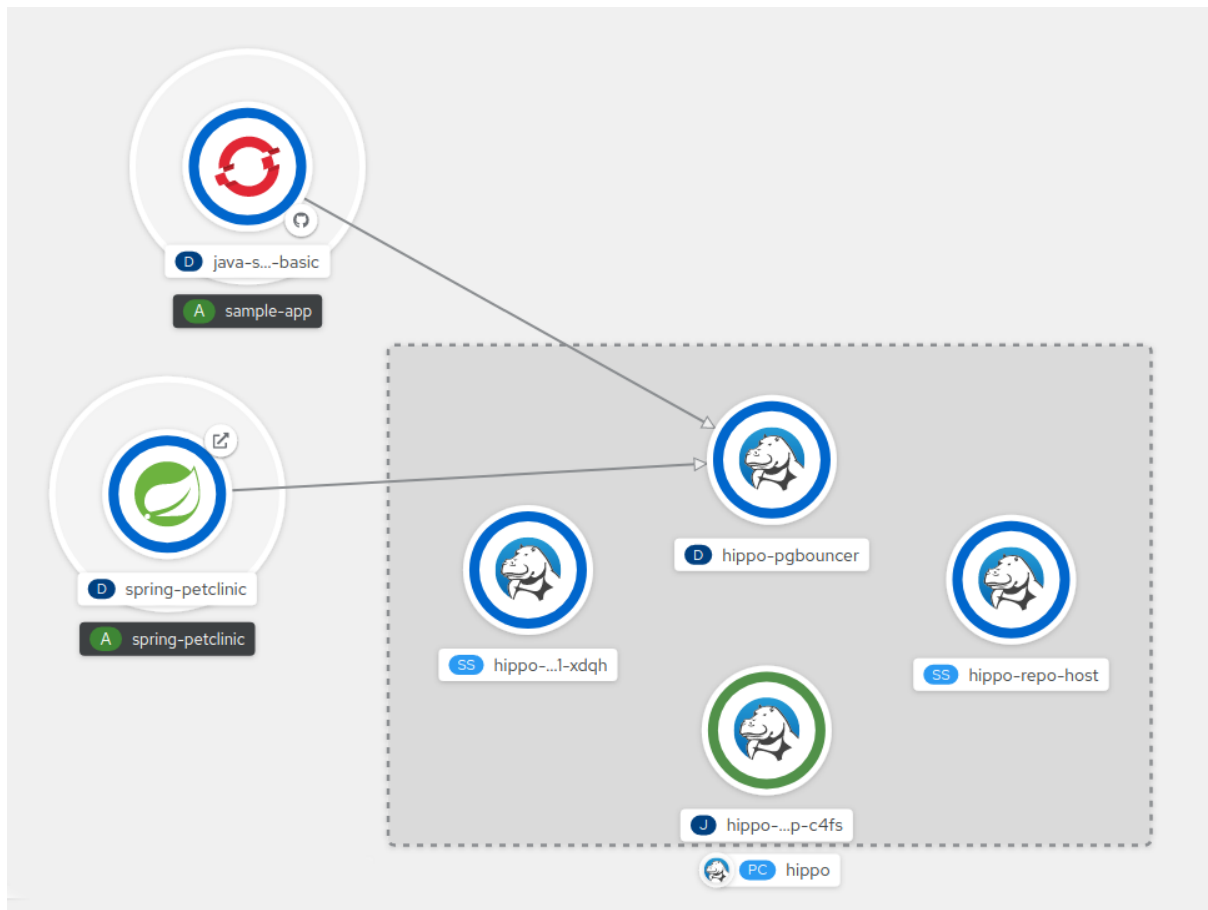 D java-s...-basic
A sample-app
D hippo-pgbouncer
D spring-petclinic
A spring-petclinic
SS hippo-...1-xdqh
SS hippo-repo-host
J hippo-...p-c4fs
PC hippo